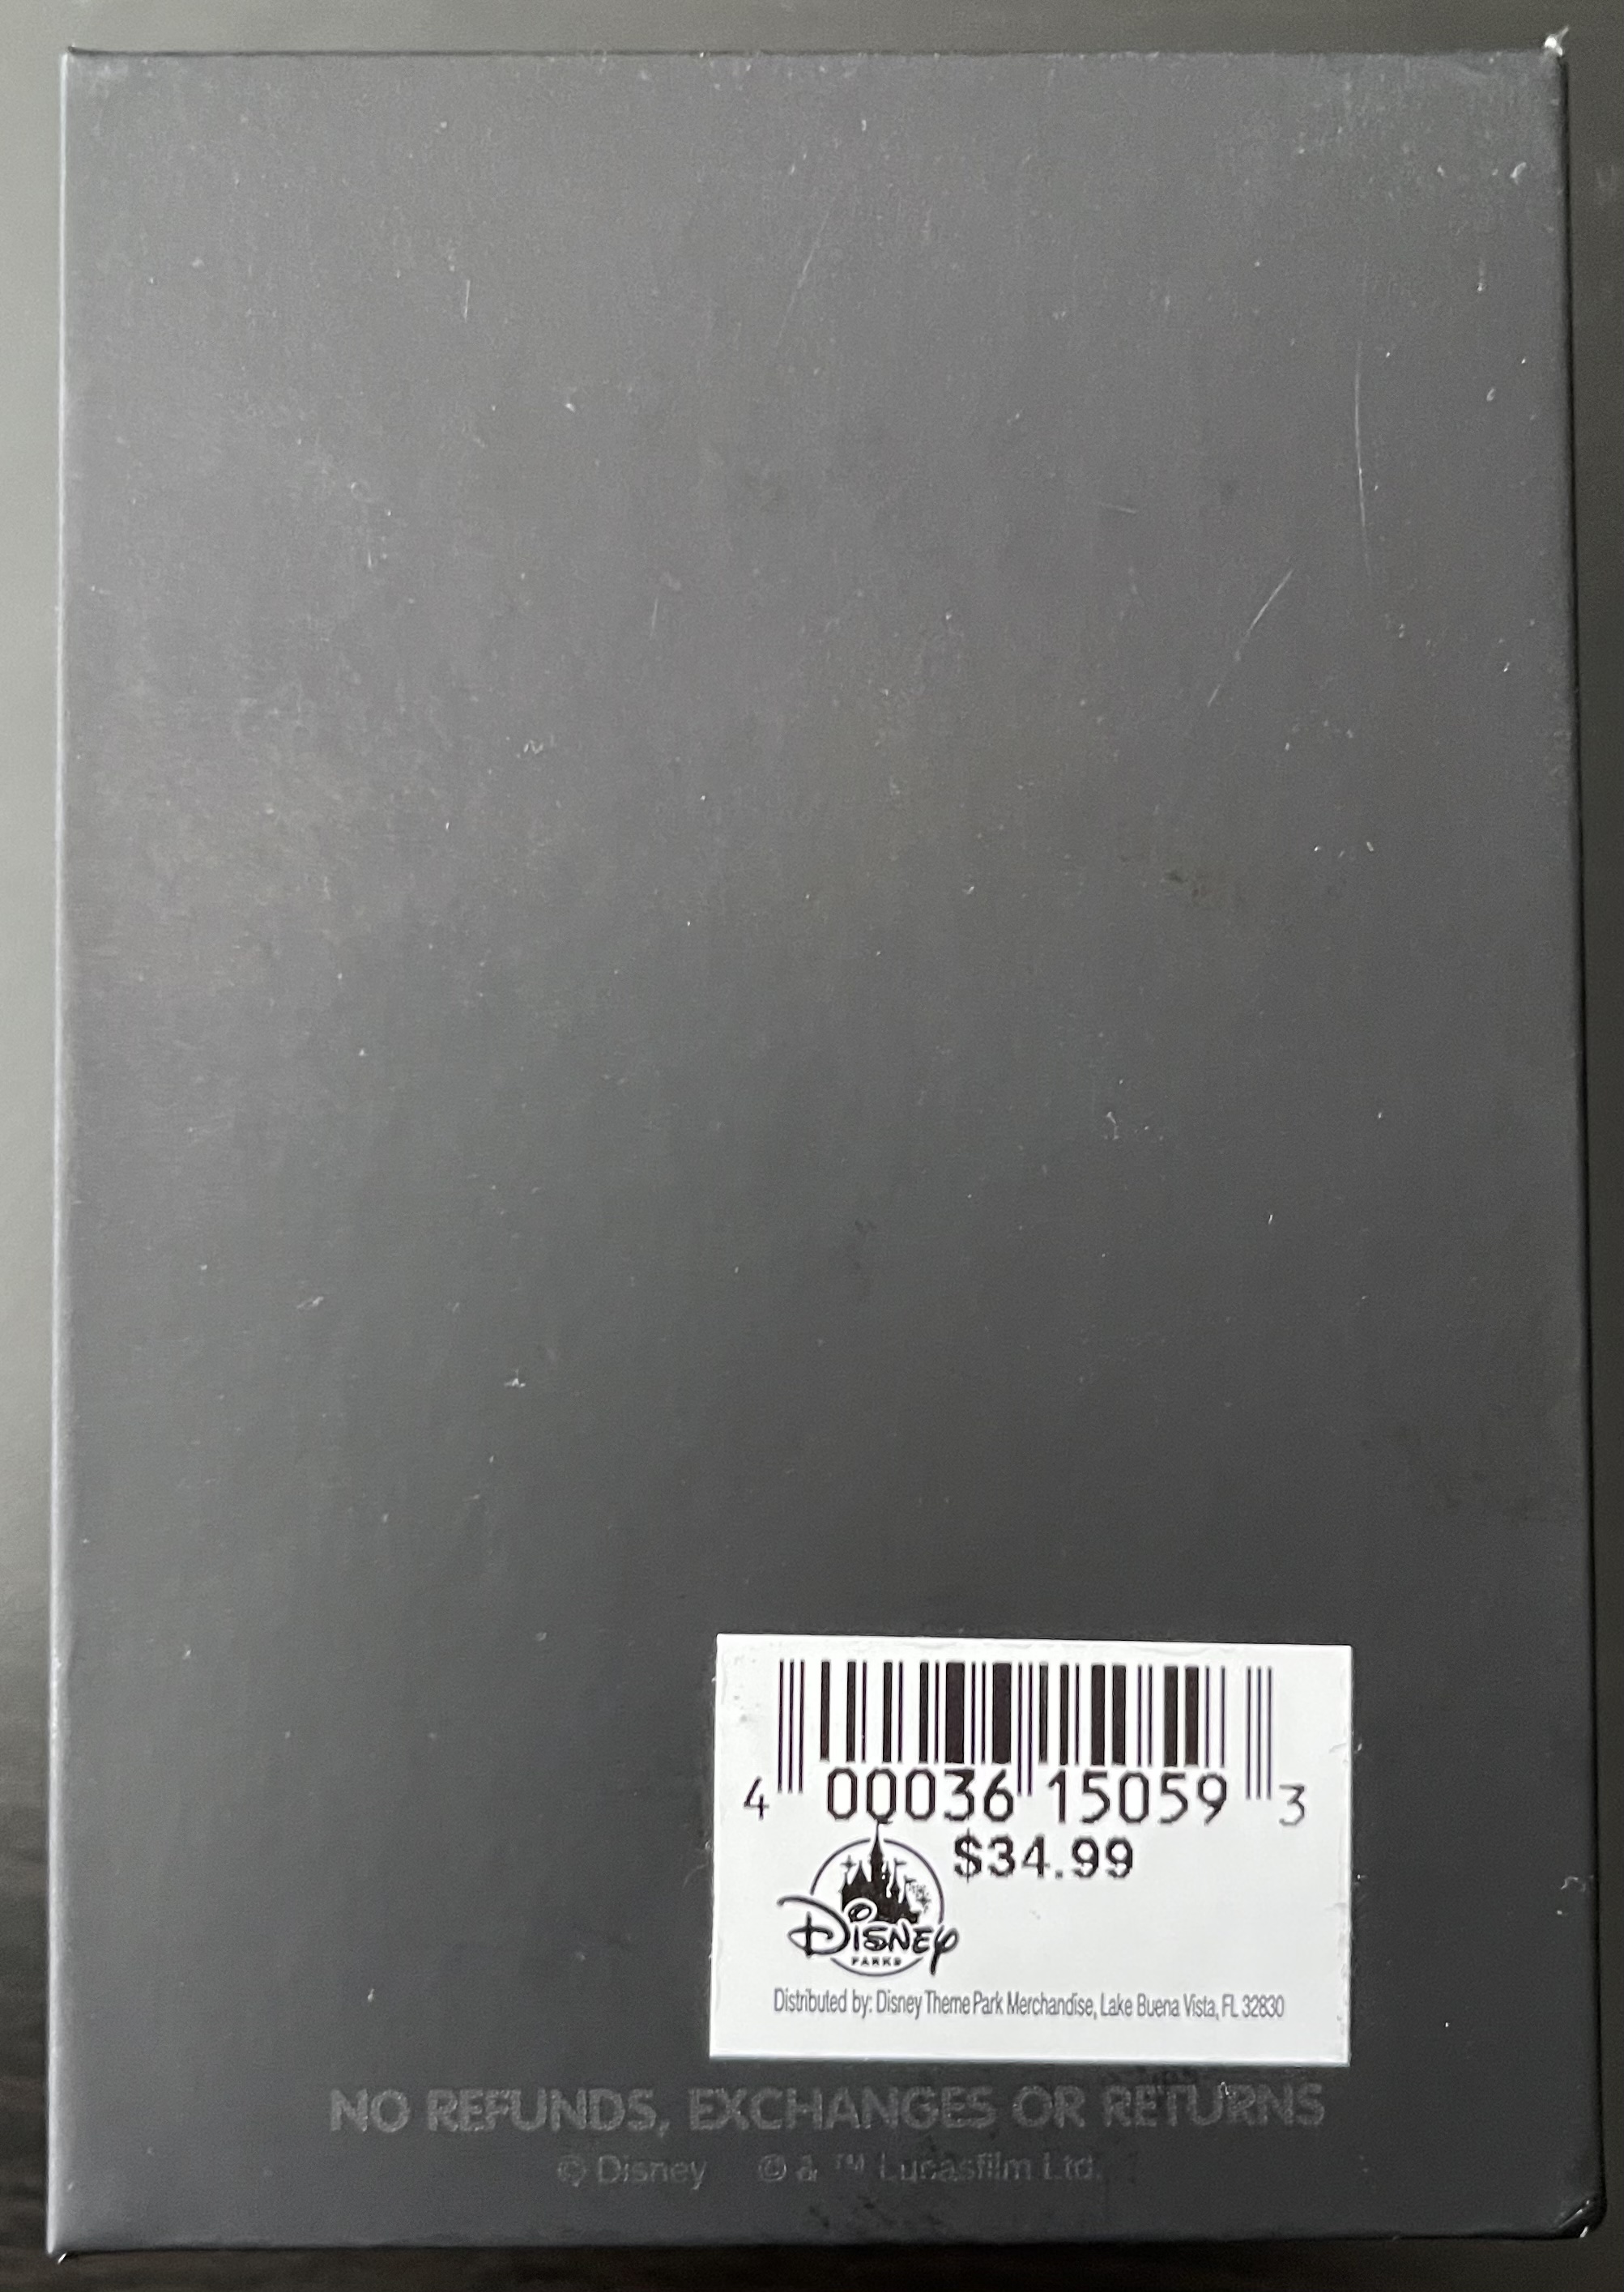 4 00036 15059 3
$34.99
Disney
PARKS
Distributed by: Disney Theme Park Merchandise, Lake Buena Vista, FL 32830
NO REFUNDS, EXCHANGES OR RETURNS
© Disney © & ™ Lucasfilm Ltd.